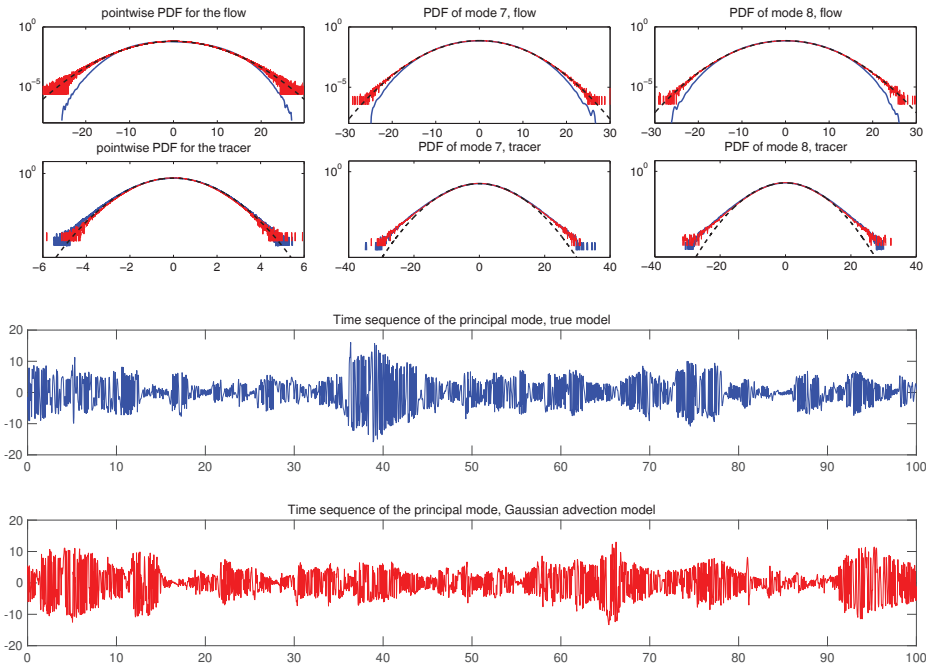 pointwise PDF for the flow
10^0
10^-5
-20 -10 0 10 20
PDF of mode 7, flow
10^0
10^-5
-30 -20 -10 0 10 20 30
PDF of mode 8, flow
10^0
10^-5
-30 -20 -10 0 10 20 30
pointwise PDF for the tracer
10^0
-6 -4 -2 0 2 4 6
PDF of mode 7, tracer
10^0
-40 -20 0 20 40
PDF of mode 8, tracer
10^0
-40 -20 0 20 40
Time sequence of the principal mode, true model
20
10
0
-10
-20
0 10 20 30 40 50 60 70 80 90 100
Time sequence of the principal mode, Gaussian advection model
20
10
0
-10
-20
0 10 20 30 40 50 60 70 80 90 100